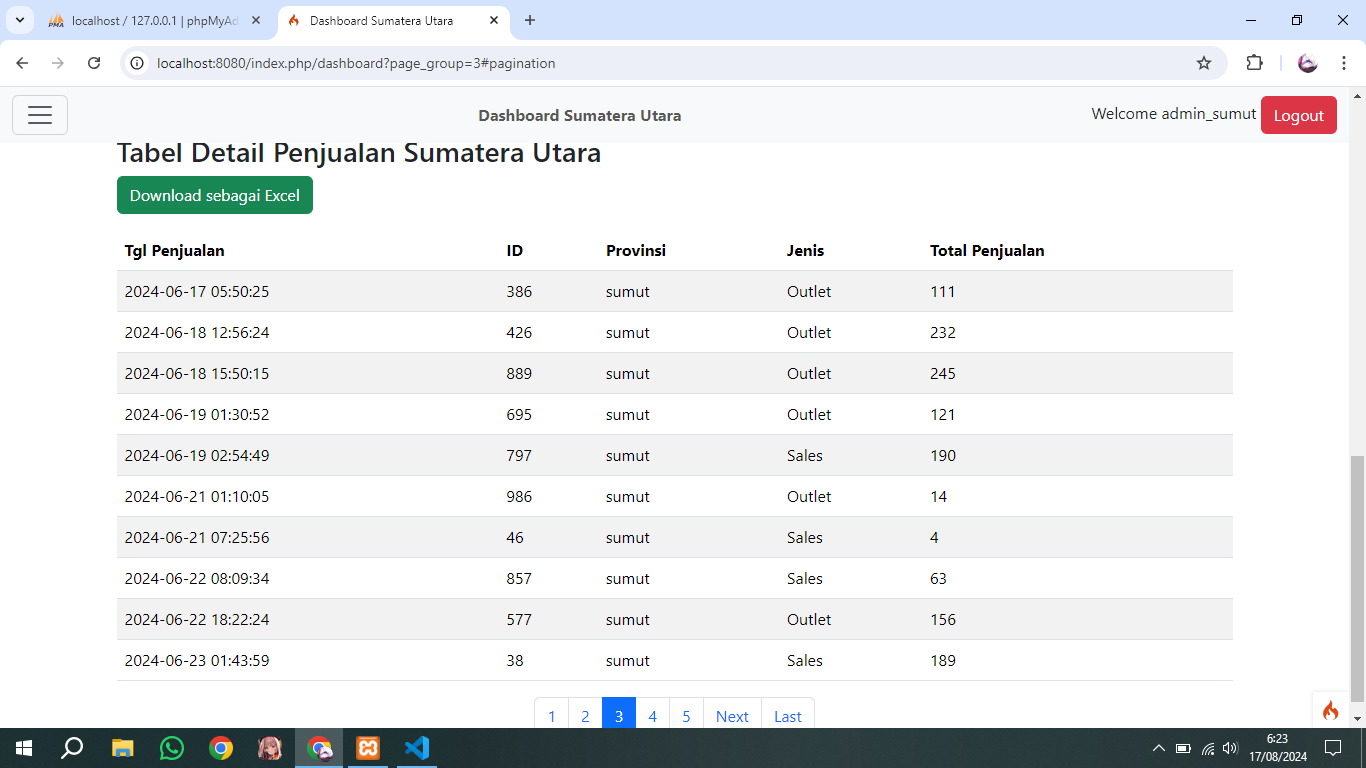 localhost / 127.0.0.1 | phpMyAd
Dashboard Sumatera Utara
localhost:8080/index.php/dashboard?page_group=3#pagination
Dashboard Sumatera Utara
Welcome admin_sumut Logout
Tabel Detail Penjualan Sumatera Utara
Download sebagai Excel
Tgl Penjualan ID Provinsi Jenis Total Penjualan
2024-06-17 05:50:25 386 sumut Outlet 111
2024-06-18 12:56:24 426 sumut Outlet 232
2024-06-18 15:50:15 889 sumut Outlet 245
2024-06-19 01:30:52 695 sumut Outlet 121
2024-06-19 02:54:49 797 sumut Sales 190
2024-06-21 01:10:05 986 sumut Outlet 14
2024-06-21 07:25:56 46 sumut Sales 4
2024-06-22 08:09:34 857 sumut Sales 63
2024-06-22 18:22:24 577 sumut Outlet 156
2024-06-23 01:43:59 38 sumut Sales 189
1 2 3 4 5 Next Last
6:23
17/08/2024